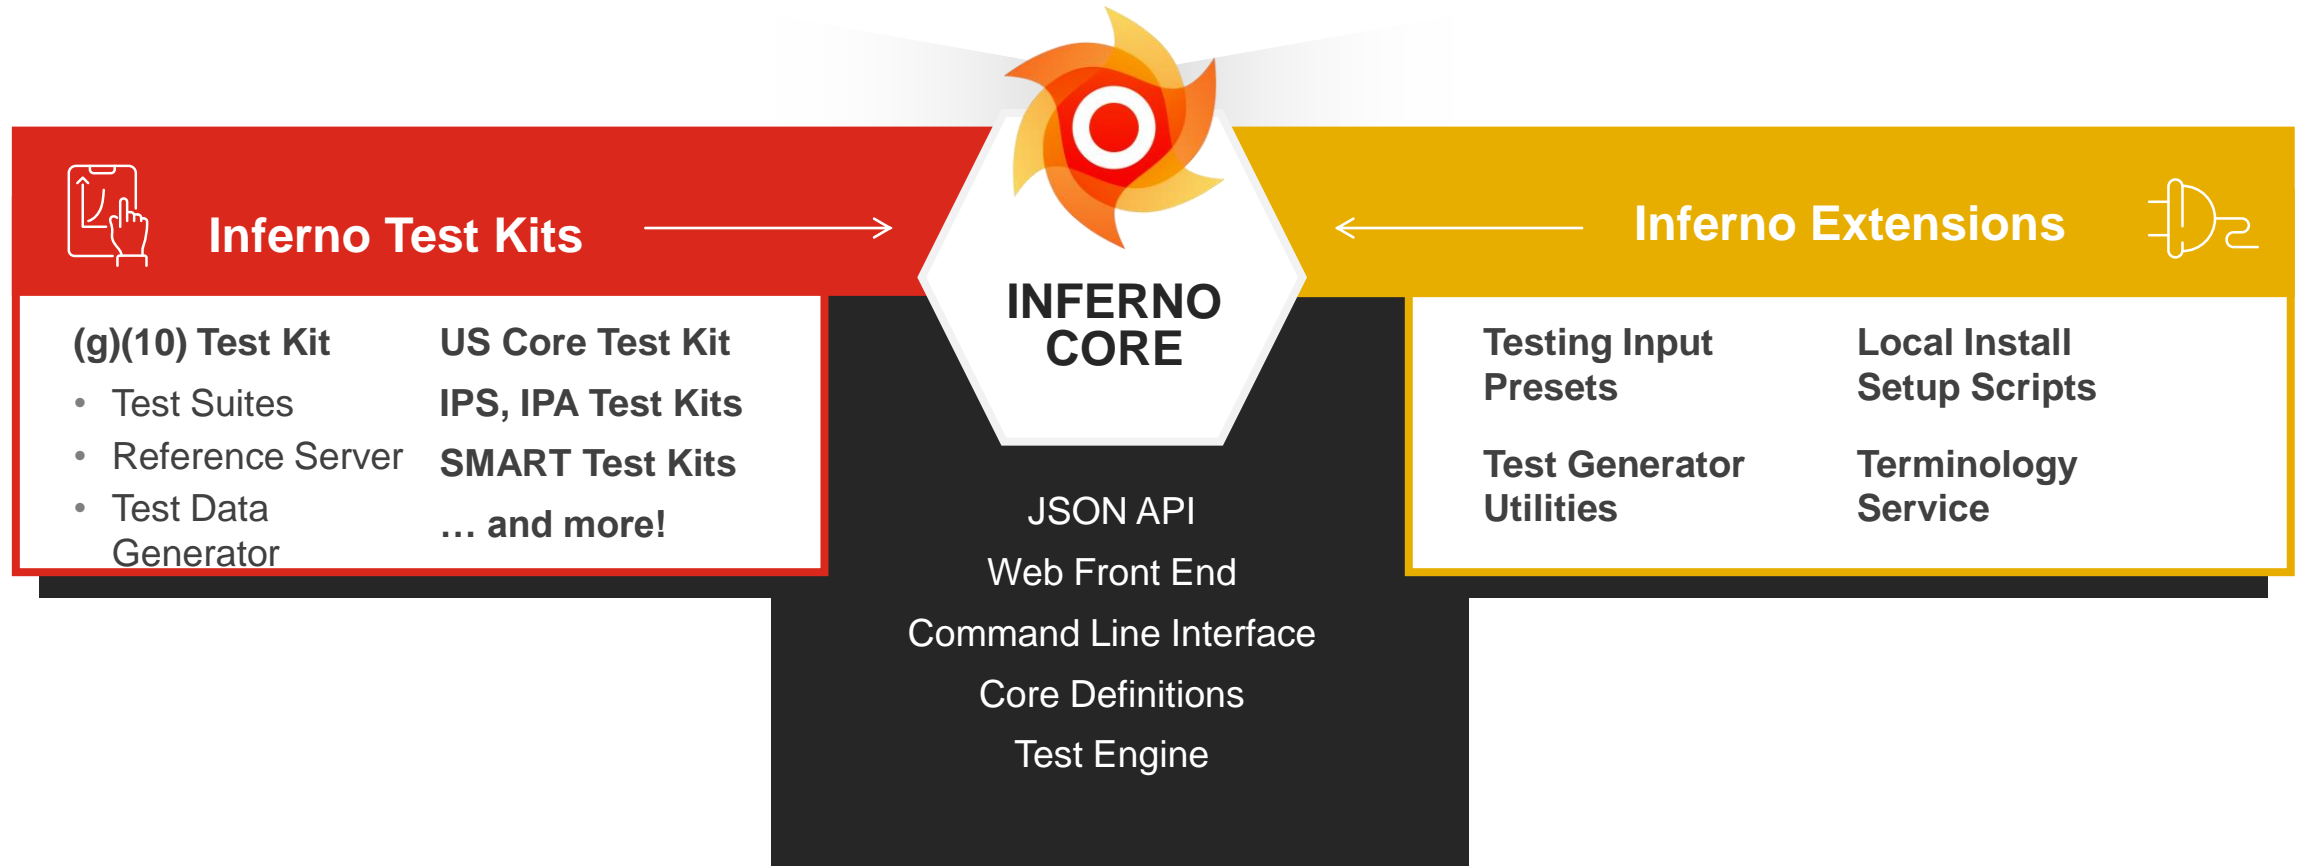 Inferno Test Kits
(g)(10) Test Kit
• Test Suites
• Reference Server
• Test Data
Generator
US Core Test Kit
IPS, IPA Test Kits
SMART Test Kits
… and more!
INFERNO
CORE
JSON API
Web Front End
Command Line Interface
Core Definitions
Test Engine
Inferno Extensions
Testing Input
Presets
Test Generator
Utilities
Local Install
Setup Scripts
Terminology
Service